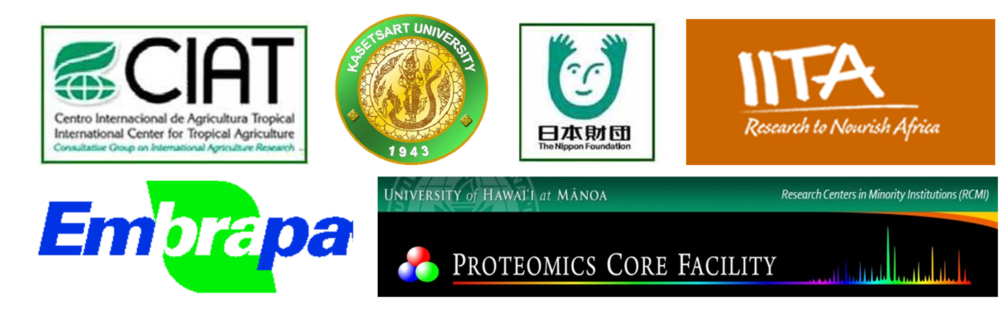 CIAT
Centro Internacional de Agricultura Tropical
International Center for Tropical Agriculture
Consultative Group on International Agriculture Research
KASETSART UNIVERSITY
1943
日本財団
The Nippon Foundation
IITA
Research to Nourish Africa
Embrapa
UNIVERSITY of HAWAI'I at MĀNOA
Research Centers in Minority Institutions (RCMI)
PROTEOMICS CORE FACILITY